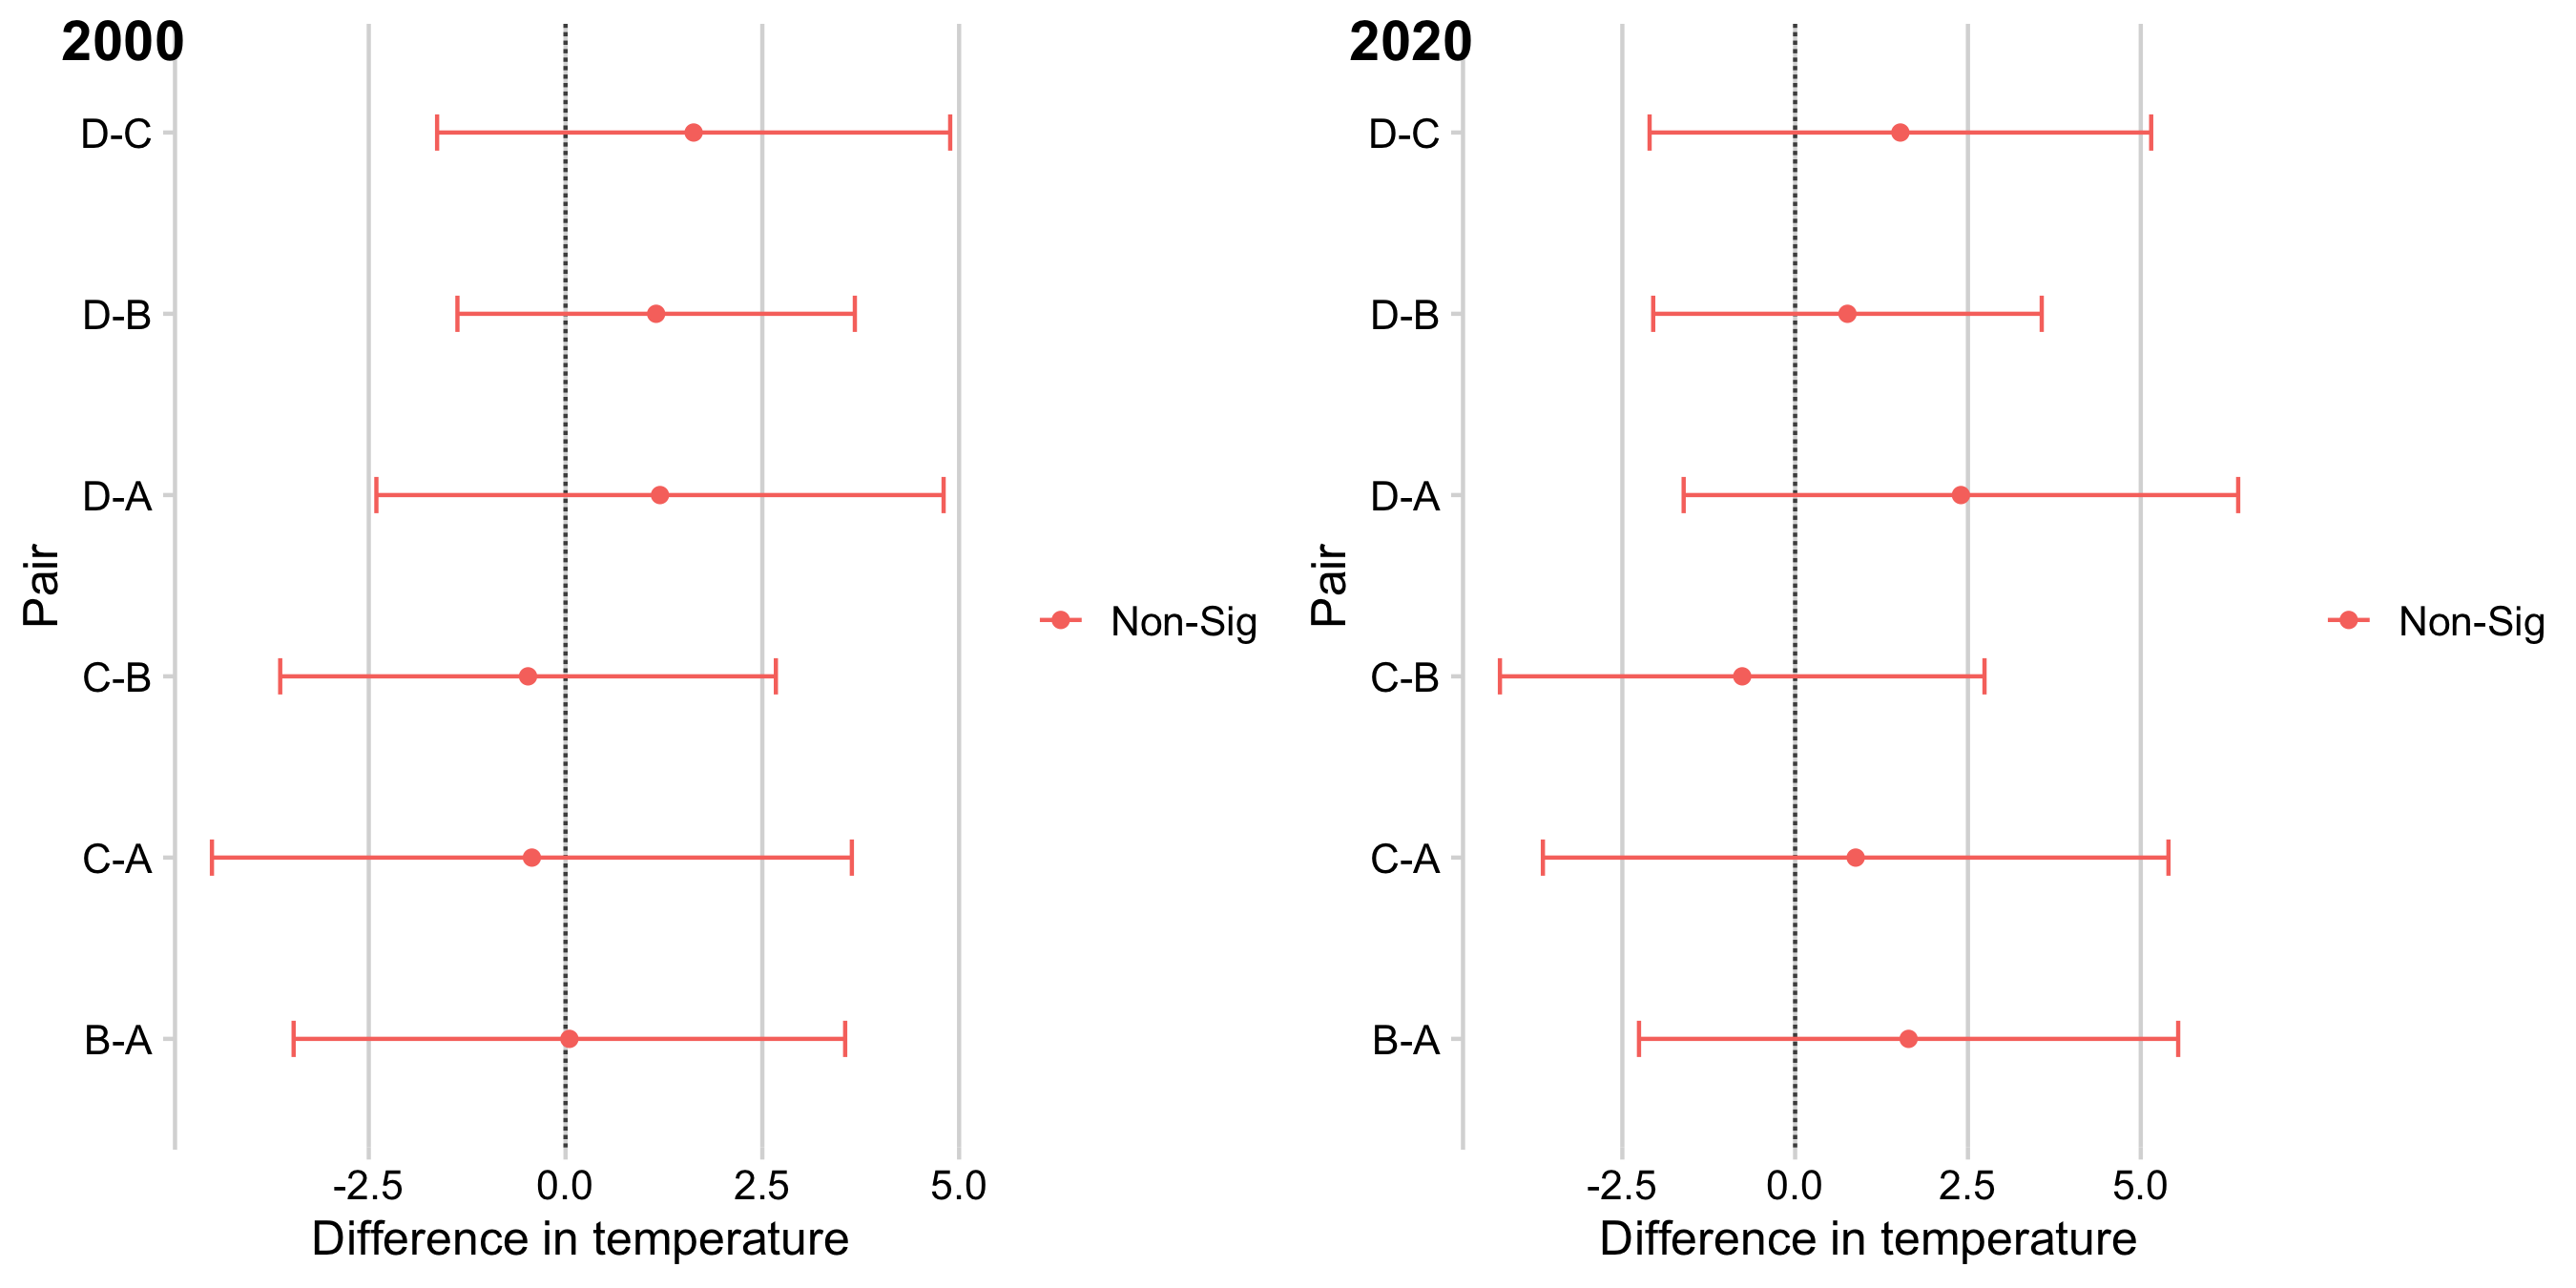 2000
D-C
D-B
D-A
C-B
C-A
B-A
Pair
-2.5 0.0 2.5 5.0
Difference in temperature
Non-Sig
2020
D-C
D-B
D-A
C-B
C-A
B-A
Pair
-2.5 0.0 2.5 5.0
Difference in temperature
Non-Sig